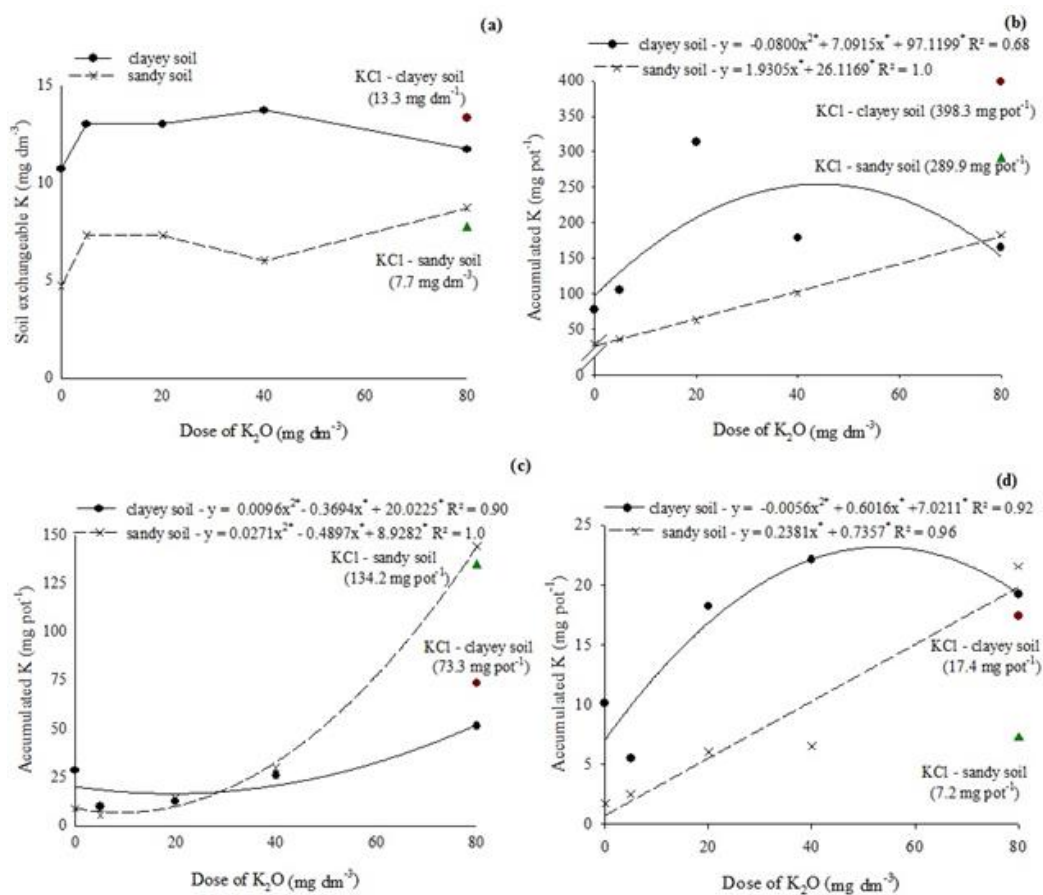 (a)
clayey soil
sandy soil
15
10
5
0
KCl - clayey soil
(13.3 mg dm⁻¹)
KCl - sandy soil
(7.7 mg dm⁻³)
Soil exchangeable K (mg dm⁻³)
0 20 40 60 80
Dose of K₂O (mg dm⁻³)
(b)
clayey soil - y = -0.0800x²* + 7.0915x* + 97.1199* R² = 0.68
sandy soil - y = 1.9305x* + 26.1169* R² = 1.0
400
350
300
250
200
150
100
50
0
KCl - clayey soil (398.3 mg pot⁻¹)
KCl - sandy soil (289.9 mg pot⁻¹)
Accumulated K (mg pot⁻¹)
0 20 40 60 80
Dose of K₂O (mg dm⁻³)
(c)
clayey soil - y = 0.0096x²* - 0.3694x* + 20.0225* R² = 0.90
sandy soil - y = 0.0271x²* - 0.4897x* + 8.9282* R² = 1.0
150
125
100
75
50
25
0
KCl - sandy soil
(134.2 mg pot⁻¹)
KCl - clayey soil
(73.3 mg pot⁻¹)
Accumulated K (mg pot⁻¹)
0 20 40 60 80
Dose of K₂O (mg dm⁻³)
(d)
clayey soil - y = -0.0056x²* + 0.6016x* +7.0211* R² = 0.92
sandy soil - y = 0.2381x* + 0.7357* R² = 0.96
25
20
15
10
5
0
KCl - clayey soil
(17.4 mg pot⁻¹)
KCl - sandy soil
(7.2 mg pot⁻¹)
Accumulated K (mg pot⁻¹)
0 20 40 60 80
Dose of K₂O (mg dm⁻³)